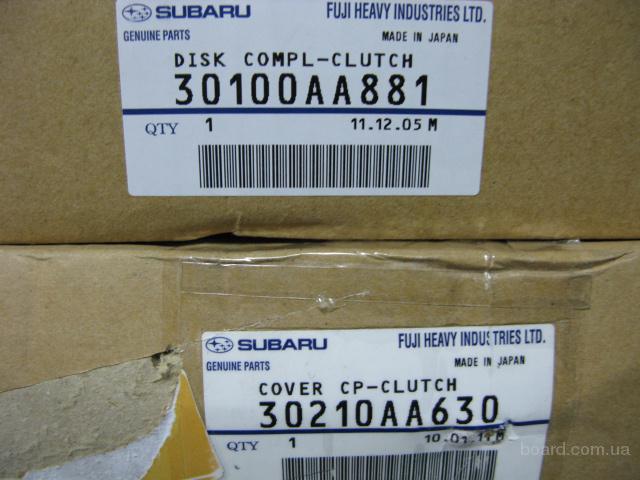 SUBARU FUJI HEAVY INDUSTRIES LTD.
GENUINE PARTS MADE IN JAPAN
DISK COMPL-CLUTCH
30100AA881
QTY 1 11.12.05 M
SUBARU FUJI HEAVY INDUSTRIES LTD.
GENUINE PARTS MADE IN JAPAN
COVER CP-CLUTCH
30210AA630
QTY 1
board.com.ua